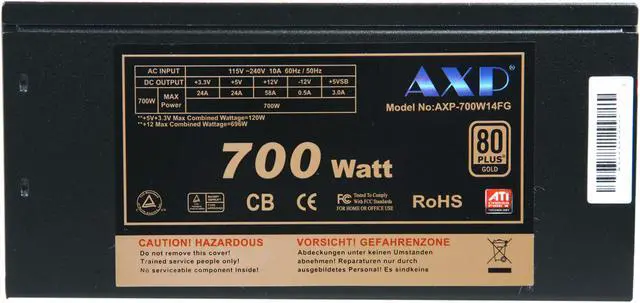 AC INPUT 115V ~240V 10A 60Hz / 50Hz
DC OUTPUT +3.3V +5V +12V -12V +5VSB
700W MAX Power 24A 24A 58A 0.5A 3.0A
700W
**+5V+3.3V Max Combined Wattage=120W
**+12 Max Combined Wattage=696W
AXP®
Model No:AXP-700W14FG
700 Watt
80
PLUS®
GOLD
CB CE FC Tested To Comply
With FCC Standards
FOR HOME OR OFFICE USE
RoHS
ATI
CAUTION! HAZARDOUS
Do not remove this cover!
Trained service people only!
No serviceable component inside!
VORSICHT! GEFAHRENZONE
Abdeckungen unter keinen Umständen
abnehmen! Reparaturen nur durch
ausgebildetes Personal! Es sindkeine